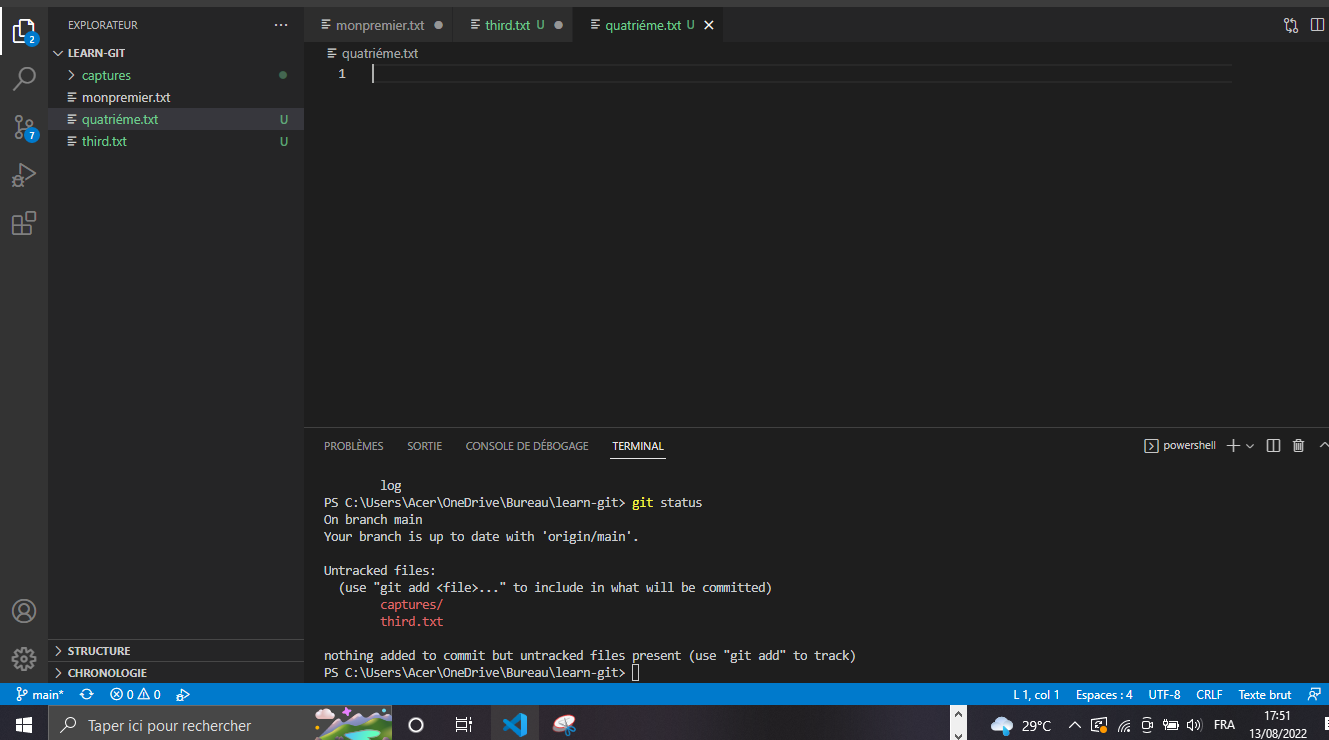 EXPLORATEUR
monpremier.txt
third.txt U
quatriéme.txt U
LEARN-GIT
quatriéme.txt
captures
1
monpremier.txt
quatriéme.txt U
third.txt U
2
7
PROBLÈMES SORTIE CONSOLE DE DÉBOGAGE TERMINAL
powershell
log
PS C:\Users\Acer\OneDrive\Bureau\learn-git> git status
On branch main
Your branch is up to date with 'origin/main'.
Untracked files:
(use "git add <file>..." to include in what will be committed)
captures/
third.txt
nothing added to commit but untracked files present (use "git add" to track)
PS C:\Users\Acer\OneDrive\Bureau\learn-git>
STRUCTURE
CHRONOLOGIE
main* 0 0
L 1, col 1 Espaces : 4 UTF-8 CRLF Texte brut
Taper ici pour rechercher
29°C
FRA
17:51
13/08/2022